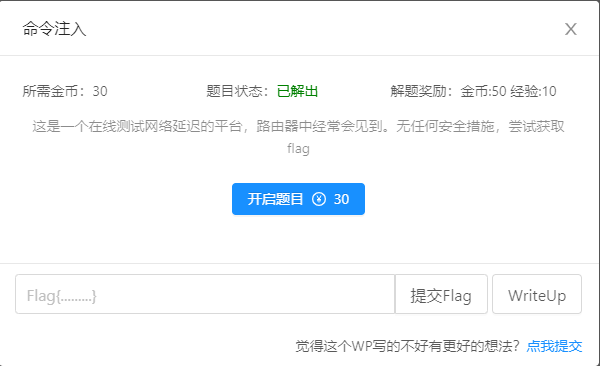 命令注入
所需金币：30 题目状态：已解出 解题奖励：金币:50 经验:10
这是一个在线测试网络延迟的平台，路由器中经常会见到。无任何安全措施，尝试获取
flag
开启题目 ¥ 30
Flag{.........} 提交Flag WriteUp
觉得这个WP写的不好有更好的想法？点我提交